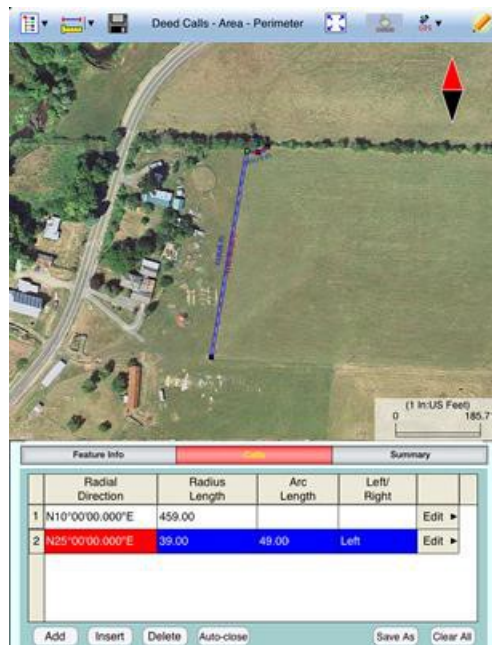 Deed Calls - Area - Perimeter
GPS
(1 In:US Feet)
0 185.7
Feature Info Calls Summary
Radial Direction Radius Length Arc Length Left/ Right
1 N10°00'00.000"E 459.00 Edit ►
2 N25°00'00.000"E 39.00 49.00 Left Edit ►
Add Insert Delete Auto-close Save As Clear All